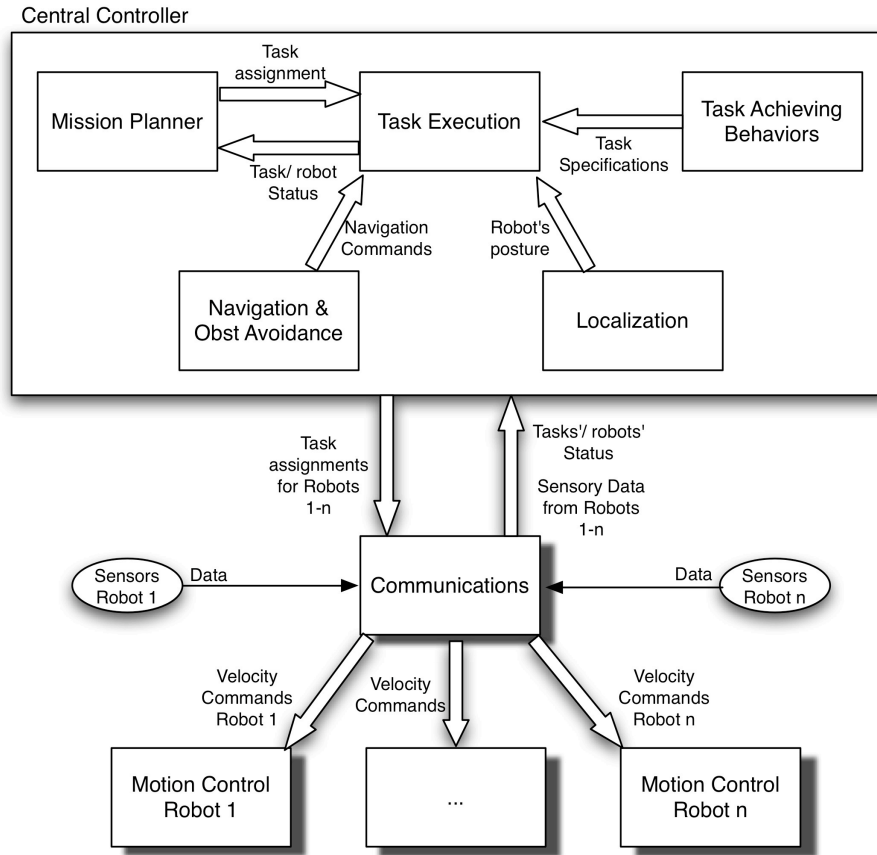 Central Controller
Task
assignment
Mission Planner
Task Execution
Task Achieving
Behaviors
Task
Specifications
Task/ robot
Status
Navigation
Commands
Robot's
posture
Navigation &
Obst Avoidance
Localization
Task
assignments
for Robots
1-n
Tasks'/ robots'
Status
Sensory Data
from Robots
1-n
Sensors
Robot 1
Data
Communications
Data
Sensors
Robot n
Velocity
Commands
Robot 1
Velocity
Commands
Velocity
Commands
Robot n
Motion Control
Robot 1
...
Motion Control
Robot n